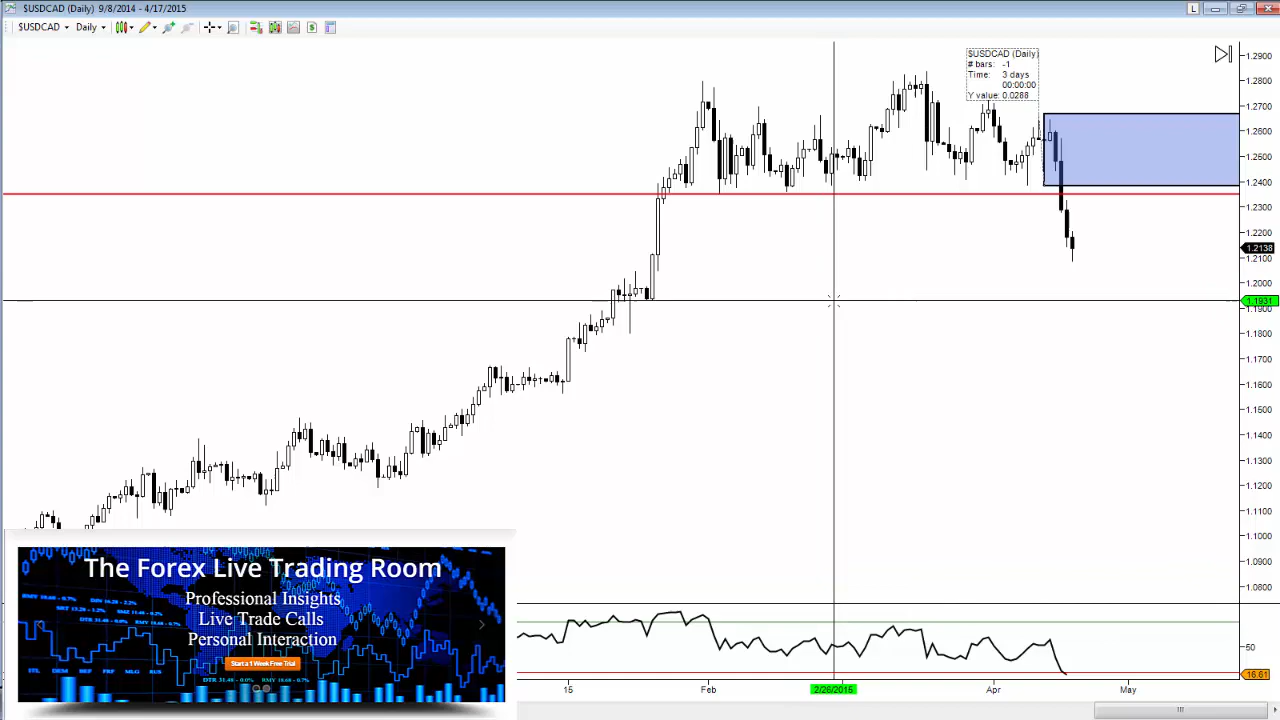 $USDCAD (Daily) 9/8/2014 - 4/17/2015
L
$USDCAD
Daily
$USDCAD (Daily)
# bars: -1
Time: 3 days
00:00:00
Y value: 0.0288
1.2900
1.2800
1.2700
1.2600
1.2500
1.2400
1.2300
1.2200
1.2138
1.2100
1.2000
1.1931
1.1900
1.1800
1.1700
1.1600
1.1500
1.1400
1.1300
1.1200
1.1100
1.1000
1.0900
1.0800
The Forex Live Trading Room
Professional Insights
Live Trade Calls
Personal Interaction
Start a 1 Week Free Trial
50
16.61
15
Feb
2/26/2015
Apr
May